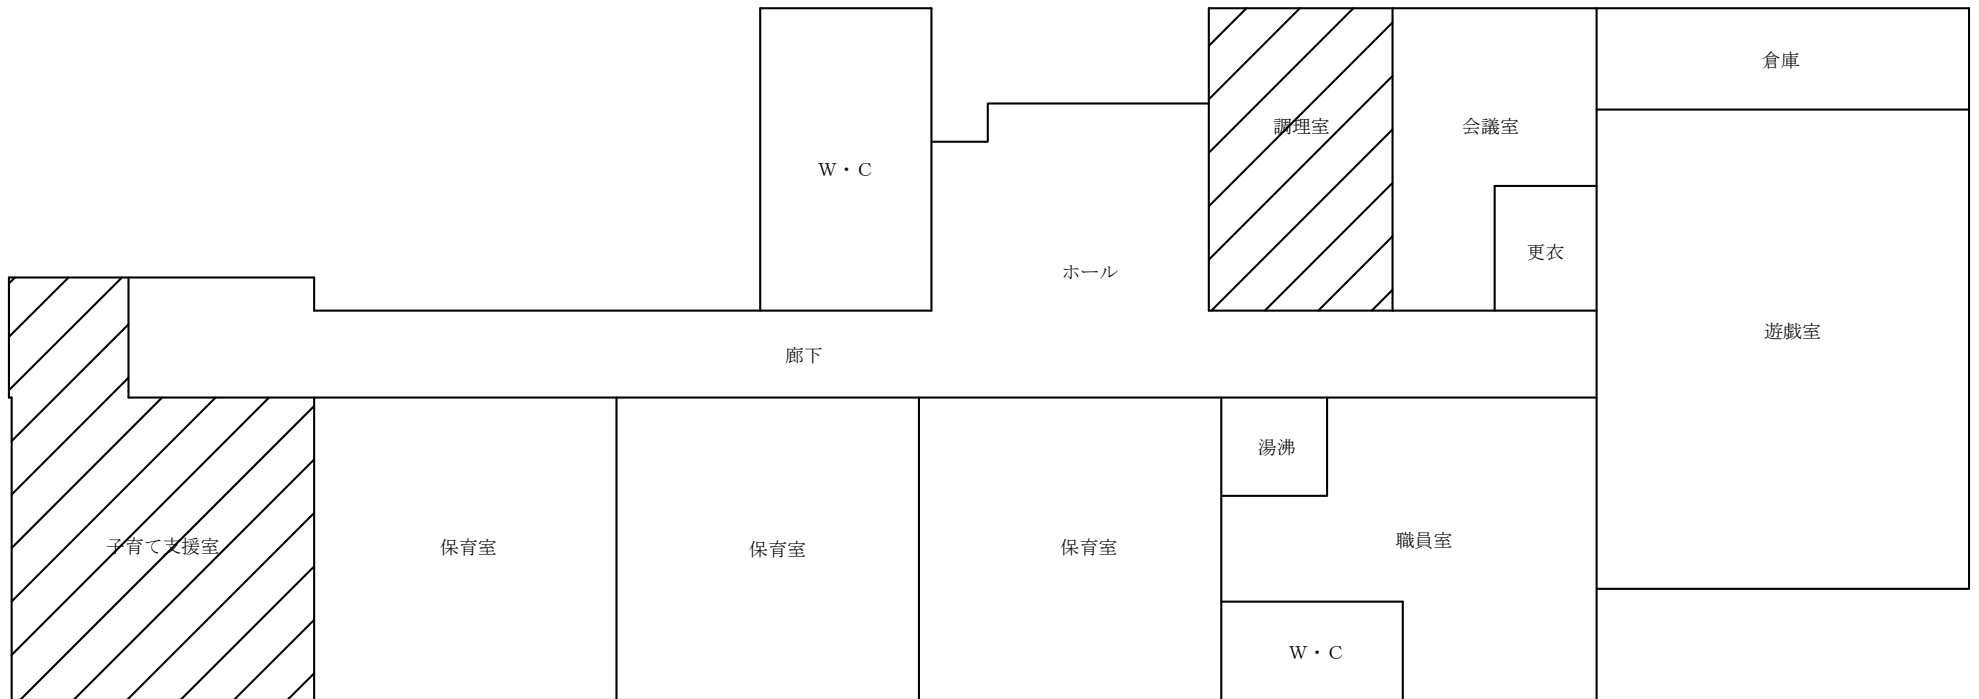 倉庫
調理室
会議室
W・C
更衣
ホール
遊戯室
廊下
湯沸
職員室
子育て支援室
保育室
保育室
保育室
W・C